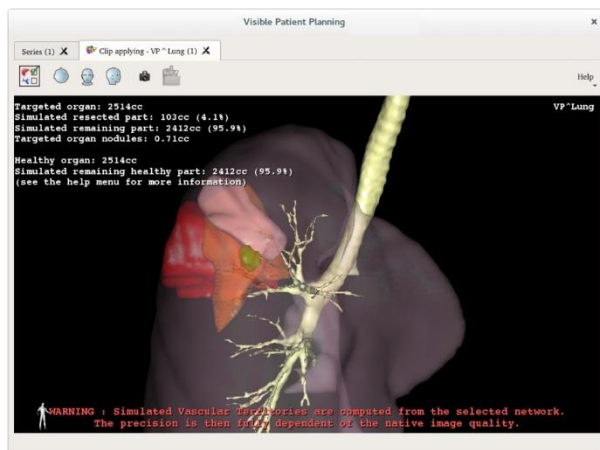 Visible Patient Planning
Series (1)
Clip applying - VP^Lung (1)
Help
Targeted organ: 2514cc
VP^Lung
Simulated resected part: 103cc (4.1%)
Simulated remaining part: 2412cc (95.9%)
Targeted organ nodules: 0.71cc
Healthy organ: 2514cc
Simulated remaining healthy part: 2412cc (95.9%)
(see the help menu for more information)
WARNING : Simulated Vascular Territories are computed from the selected network.
The precision is then fully dependent of the native image quality.